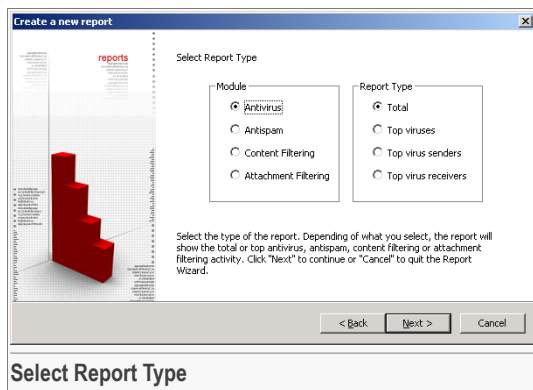 Create a new report
reports
Select Report Type
Module
Antivirus
Antispam
Content Filtering
Attachment Filtering
Report Type
Total
Top viruses
Top virus senders
Top virus receivers
Select the type of the report. Depending of what you select, the report will
show the total or top antivirus, antispam, content filtering or attachment
filtering activity. Click "Next" to continue or "Cancel" to quit the Report
Wizard.
< Back
Next >
Cancel
Select Report Type